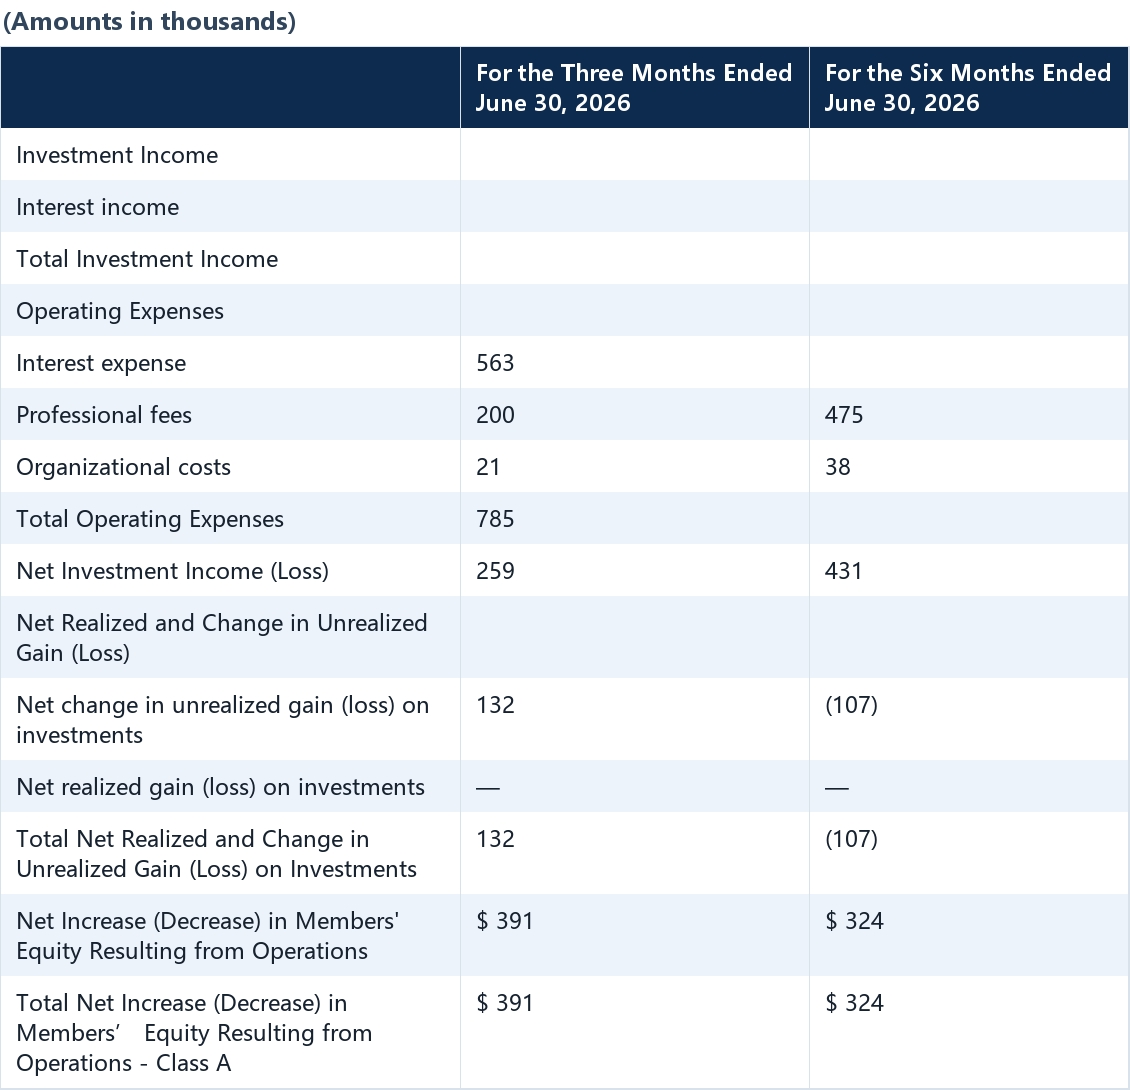 (Amounts in thousands)
For the Three Months Ended
June 30, 2026
For the Six Months Ended
June 30, 2026
Investment Income
Interest income
Total Investment Income
Operating Expenses
Interest expense 563
Professional fees 200 475
Organizational costs 21 38
Total Operating Expenses 785
Net Investment Income (Loss) 259 431
Net Realized and Change in Unrealized
Gain (Loss)
Net change in unrealized gain (loss) on
investments 132 (107)
Net realized gain (loss) on investments — —
Total Net Realized and Change in
Unrealized Gain (Loss) on Investments 132 (107)
Net Increase (Decrease) in Members'
Equity Resulting from Operations $ 391 $ 324
Total Net Increase (Decrease) in
Members’ Equity Resulting from
Operations - Class A $ 391 $ 324